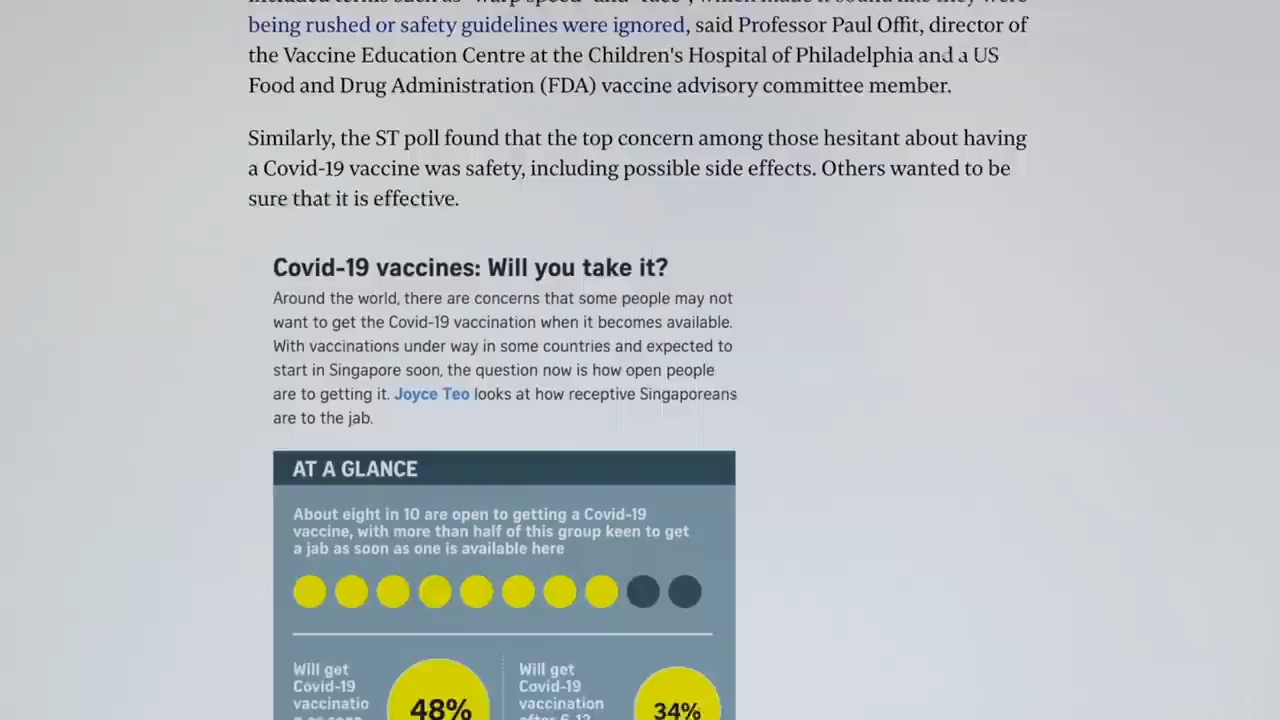 being rushed or safety guidelines were ignored, said Professor Paul Offit, director of
the Vaccine Education Centre at the Children's Hospital of Philadelphia and a US
Food and Drug Administration (FDA) vaccine advisory committee member.
Similarly, the ST poll found that the top concern among those hesitant about having
a Covid-19 vaccine was safety, including possible side effects. Others wanted to be
sure that it is effective.
Covid-19 vaccines: Will you take it?
Around the world, there are concerns that some people may not
want to get the Covid-19 vaccination when it becomes available.
With vaccinations under way in some countries and expected to
start in Singapore soon, the question now is how open people
are to getting it. Joyce Teo looks at how receptive Singaporeans
are to the jab.
AT A GLANCE
About eight in 10 are open to getting a Covid-19
vaccine, with more than half of this group keen to get
a jab as soon as one is available here
Will get
Covid-19
vaccinatio
48%
Will get
Covid-19
vaccination
34%